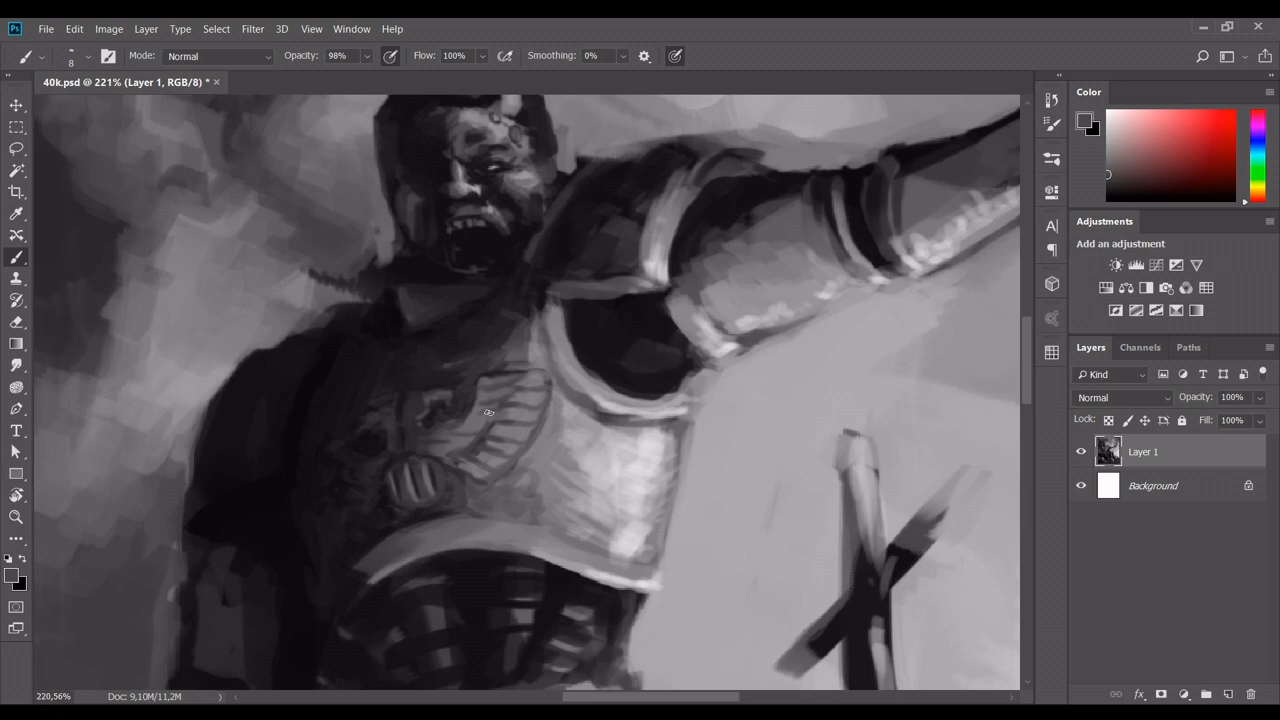 Ps File Edit Image Layer Type Select Filter 3D View Window Help
8 Mode: Normal Opacity: 98% Flow: 100% Smoothing: 0%
40k.psd @ 221% (Layer 1, RGB/8) * ×
Color
Adjustments
Add an adjustment
Layers Channels Paths
Kind
Normal Opacity: 100%
Lock: Fill: 100%
Layer 1
Background
220,56% Doc: 9,10M/11,2M